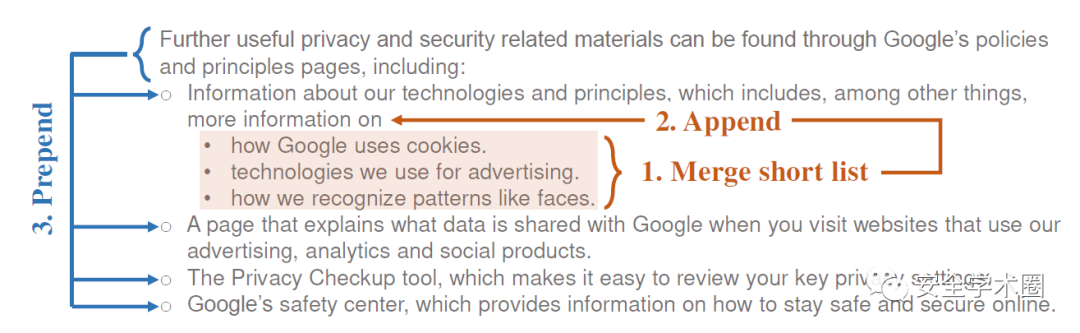 Further useful privacy and security related materials can be found through Google's policies
and principles pages, including:
Information about our technologies and principles, which includes, among other things,
more information on
2. Append
• how Google uses cookies.
• technologies we use for advertising.
1. Merge short list
• how we recognize patterns like faces.
3. Prepend
A page that explains what data is shared with Google when you visit websites that use our
advertising, analytics and social products.
The Privacy Checkup tool, which makes it easy to review your key privacy settings.
Google's safety center, which provides information on how to stay safe and secure online.
安全学术圈